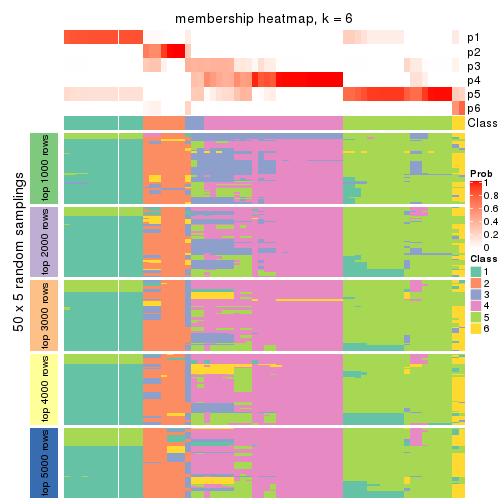 membership heatmap, k = 6
p1
p2
p3
p4
p5
p6
Class
50 x 5 random samplings
top 1000 rows
top 2000 rows
top 3000 rows
top 4000 rows
top 5000 rows
Prob
1
0.8
0.6
0.4
0.2
0
Class
1
2
3
4
5
6